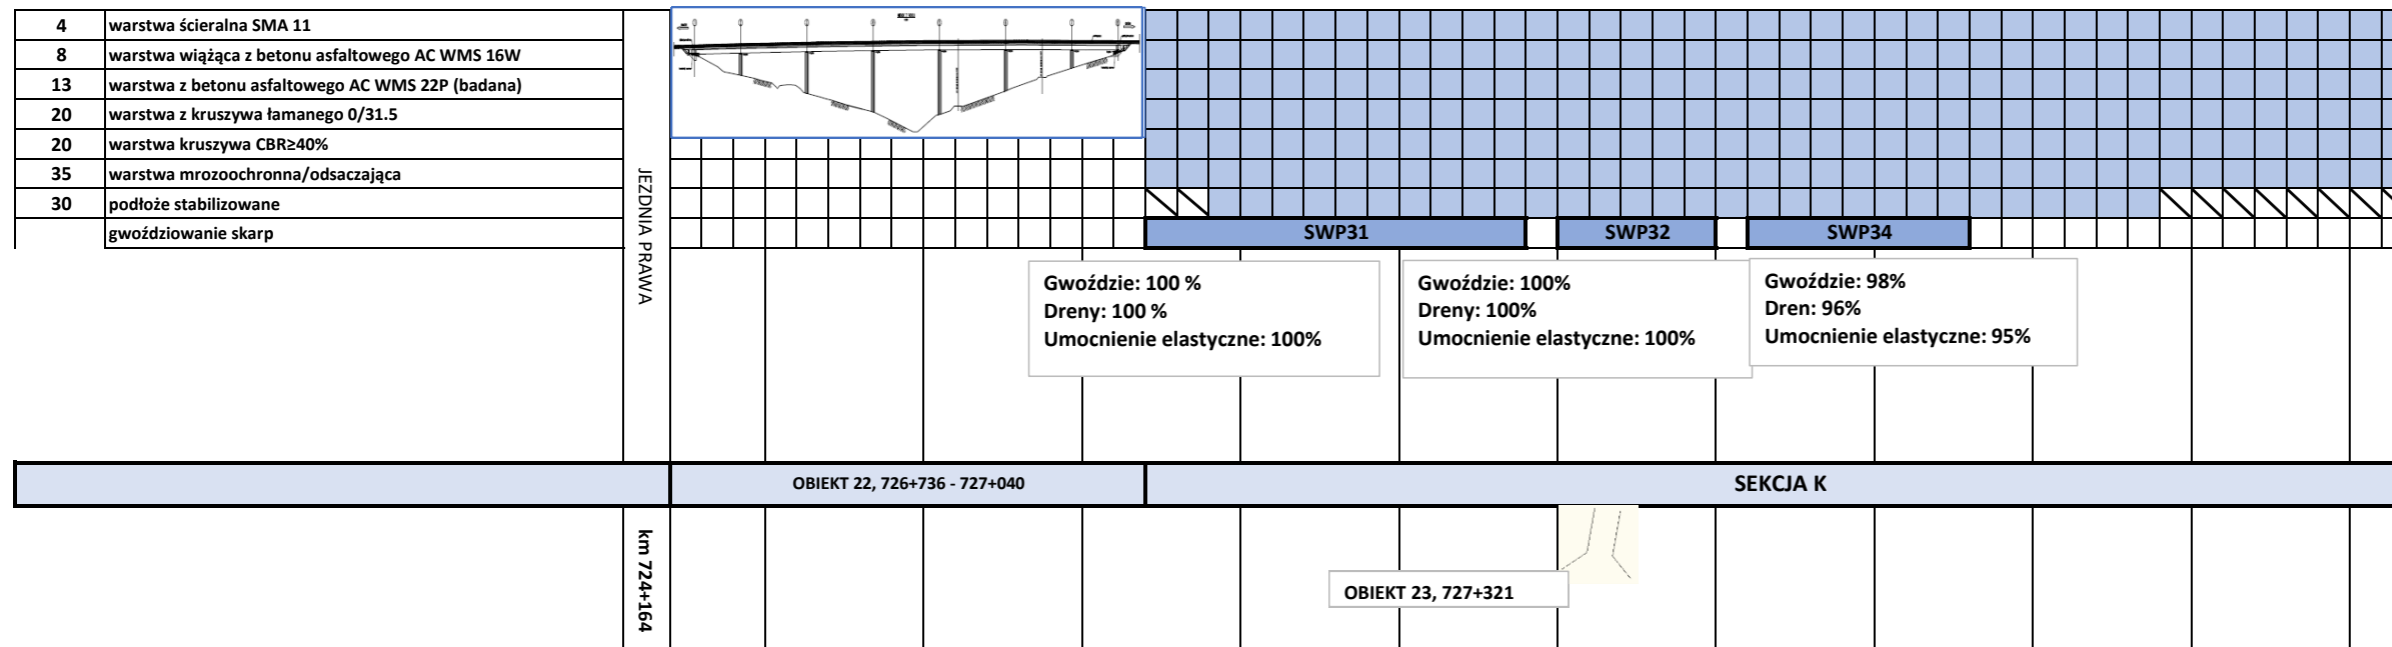 4 warstwa ścieralna SMA 11
8 warstwa wiążąca z betonu asfaltowego AC WMS 16W
13 warstwa z betonu asfaltowego AC WMS 22P (badana)
20 warstwa z kruszywa łamanego 0/31.5
20 warstwa kruszywa CBR≥40%
35 warstwa mrozoochronna/odsaczająca
30 podłoże stabilizowane
gwoździowanie skarp
JEZDNIA PRAWA
SWP31 SWP32 SWP34
Gwoździe: 100 %
Dreny: 100 %
Umocnienie elastyczne: 100%
Gwoździe: 100%
Dreny: 100%
Umocnienie elastyczne: 100%
Gwoździe: 98%
Dren: 96%
Umocnienie elastyczne: 95%
OBIEKT 22, 726+736 - 727+040 SEKCJA K
km 724+164
OBIEKT 23, 727+321